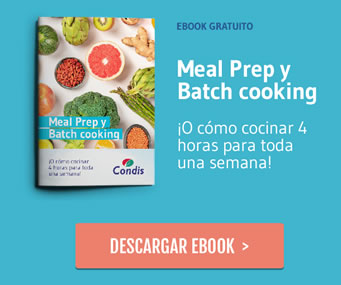 EBOOK GRATUITO
Meal Prep y
Batch cooking
¡O cómo cocinar 4
horas para toda
una semana!
Meal Prep y
Batch cooking
¡O cómo cocinar
4 horas para toda
una semana!
Condis
DESCARGAR EBOOK >